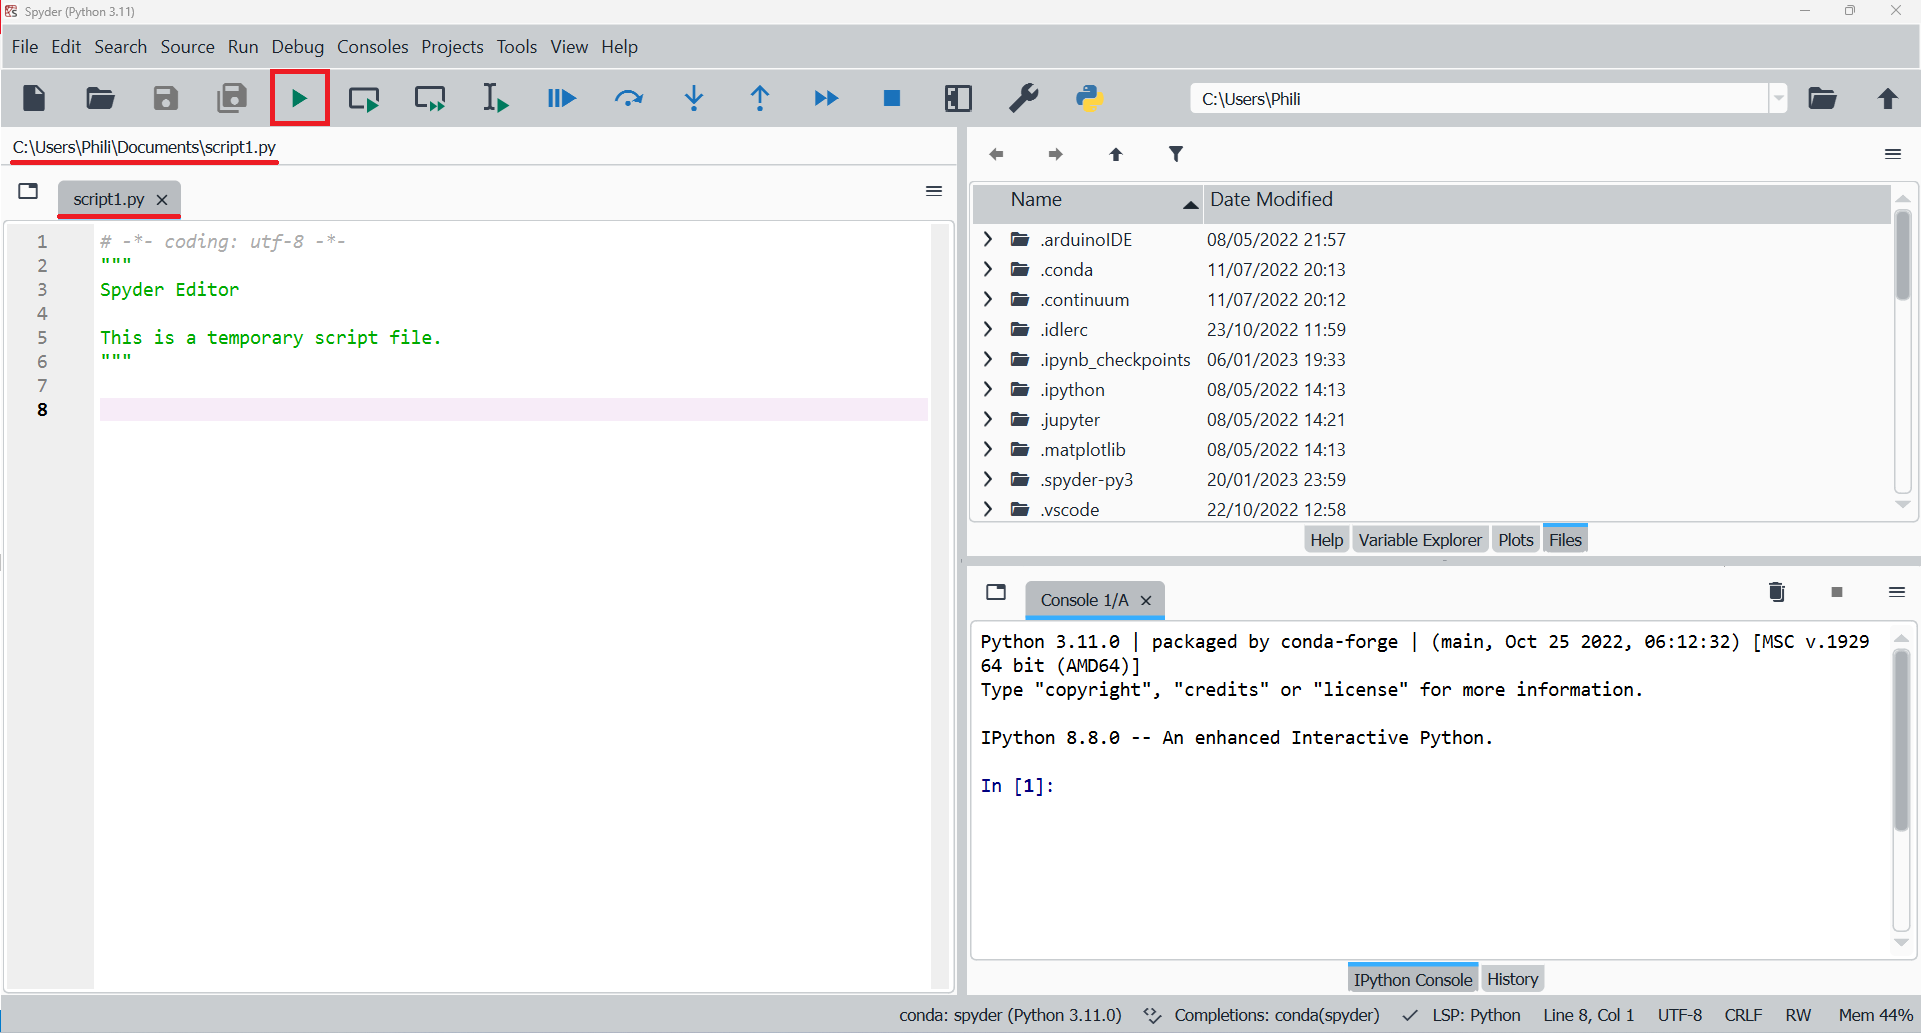 Spyder (Python 3.11)
File Edit Search Source Run Debug Consoles Projects Tools View Help
C:\Users\Phili
C:\Users\Phili\Documents\script1.py
script1.py
1 # -*- coding: utf-8 -*-
2 """
3 Spyder Editor
4
5 This is a temporary script file.
6 """
7
8
Name Date Modified
.arduinoIDE 08/05/2022 21:57
.conda 11/07/2022 20:13
.continuum 11/07/2022 20:12
.idlerc 23/10/2022 11:59
.ipynb_checkpoints 06/01/2023 19:33
.ipython 08/05/2022 14:13
.jupyter 08/05/2022 14:21
.matplotlib 08/05/2022 14:13
.spyder-py3 20/01/2023 23:59
.vscode 22/10/2022 12:58
Help Variable Explorer Plots Files
Console 1/A
Python 3.11.0 | packaged by conda-forge | (main, Oct 25 2022, 06:12:32) [MSC v.1929
64 bit (AMD64)]
Type "copyright", "credits" or "license" for more information.
IPython 8.8.0 -- An enhanced Interactive Python.
In [1]:
IPython Console History
conda: spyder (Python 3.11.0) Completions: conda(spyder) LSP: Python Line 8, Col 1 UTF-8 CRLF RW Mem 44%